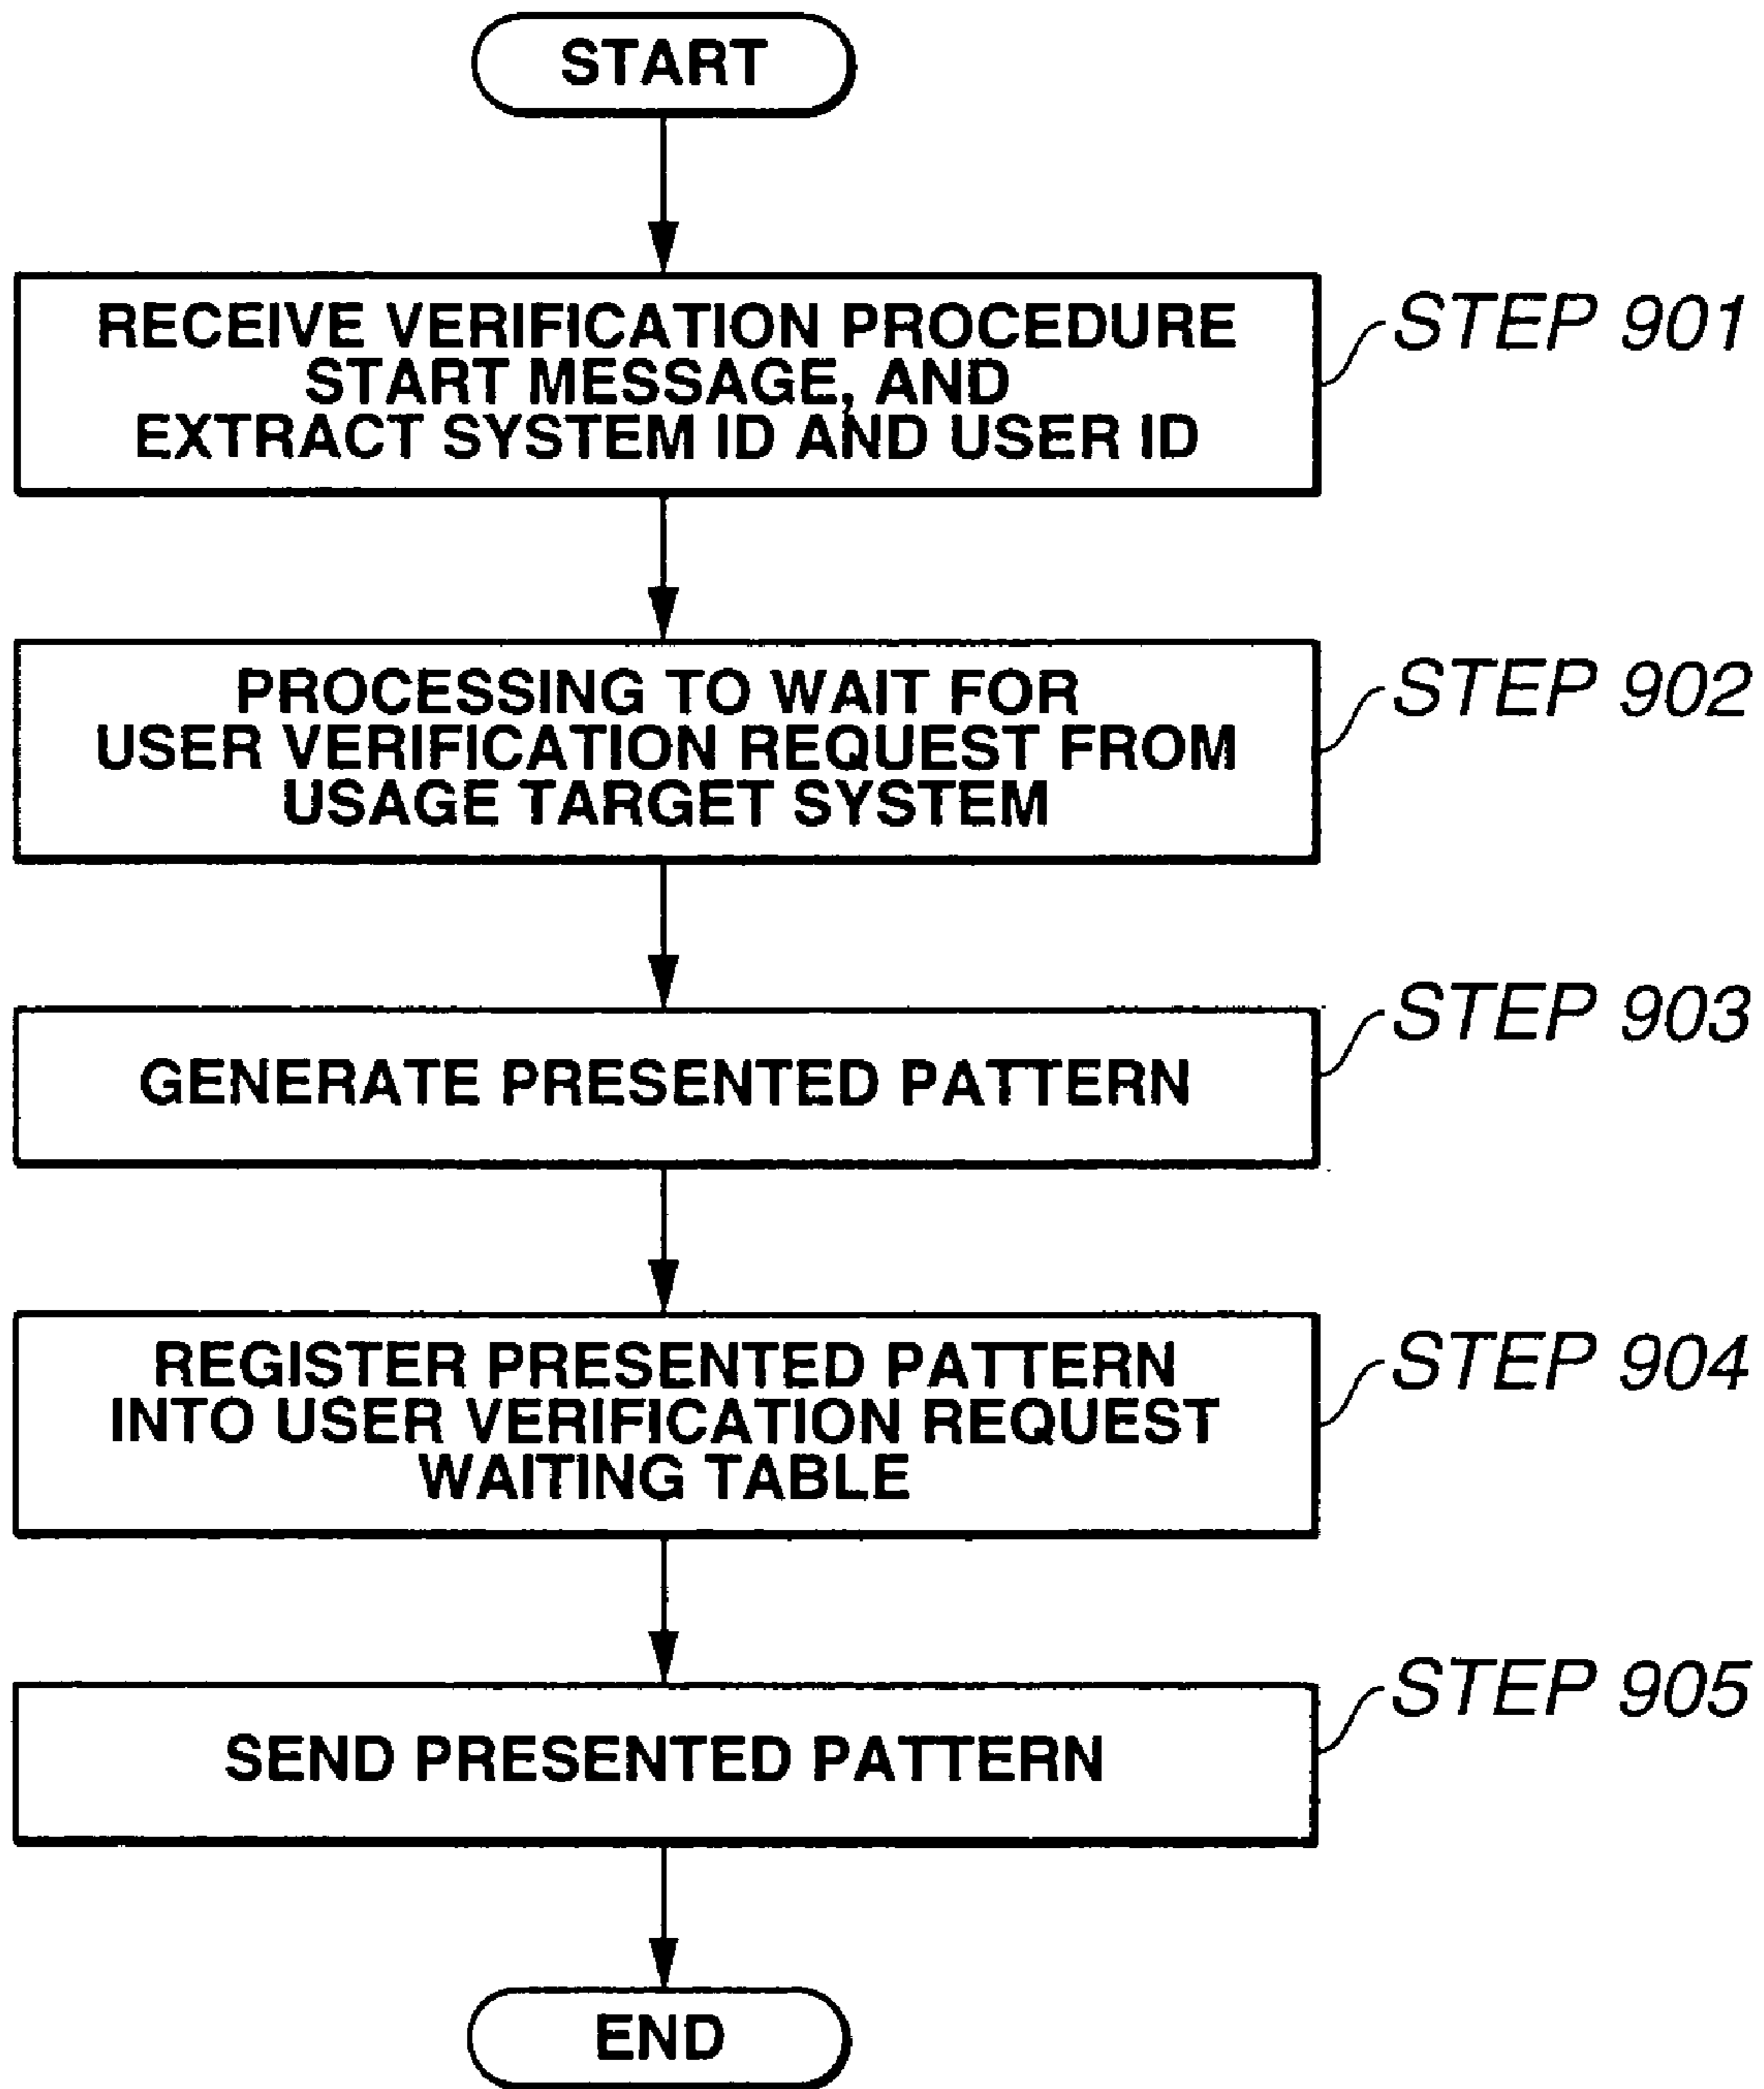 START
RECEIVE VERIFICATION PROCEDURE
START MESSAGE, AND
EXTRACT SYSTEM ID AND USER ID
STEP 901
PROCESSING TO WAIT FOR
USER VERIFICATION REQUEST FROM
USAGE TARGET SYSTEM
STEP 902
GENERATE PRESENTED PATTERN
STEP 903
REGISTER PRESENTED PATTERN
INTO USER VERIFICATION REQUEST
WAITING TABLE
STEP 904
SEND PRESENTED PATTERN
STEP 905
END